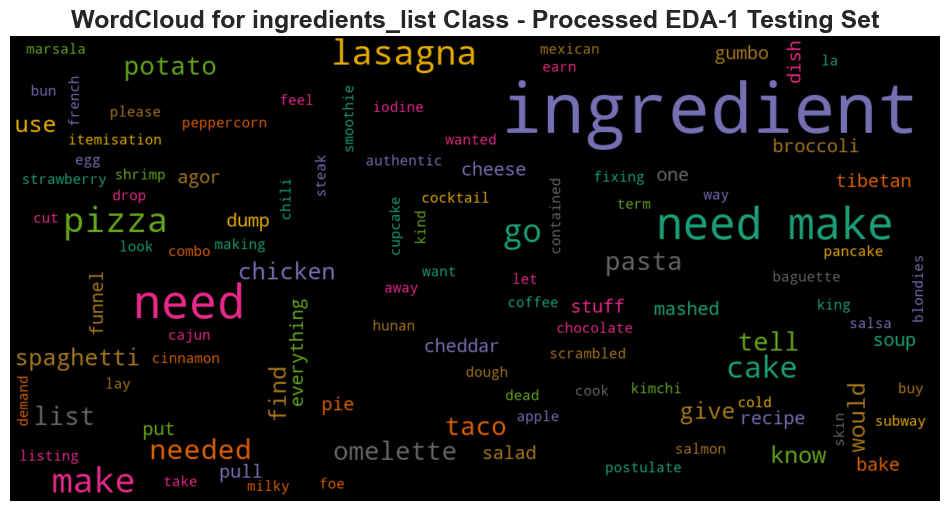 WordCloud for ingredients_list Class - Processed EDA-1 Testing Set
marsala
potato
lasagna
mexican
earn
gumbo
dish
la
bun
french
please
peppercorn
feel
smoothie
iodine
ingredient
use
itemisation
wanted
broccoli
egg
strawberry
shrimp
agor
chili
steak
authentic
cheese
fixing
one
tibetan
drop
cocktail
way
term
cut
pizza
dump
cupcake
kind
go
contained
need make
look
combo
making
pasta
pancake
chicken
want
let
baguette
blondies
funnel
need
away
coffee
stuff
mashed
king
everything
hunan
chocolate
salsa
cajun
tell
soup
spaghetti
cinnamon
cheddar
scrambled
cake
demand
lay
find
dough
dead
cook
kimchi
buy
list
pie
apple
give
cold
recipe
would
skin
subway
put
taco
needed
omelette
salad
salmon
know
listing
pull
postulate
bake
make
take
milky
foe